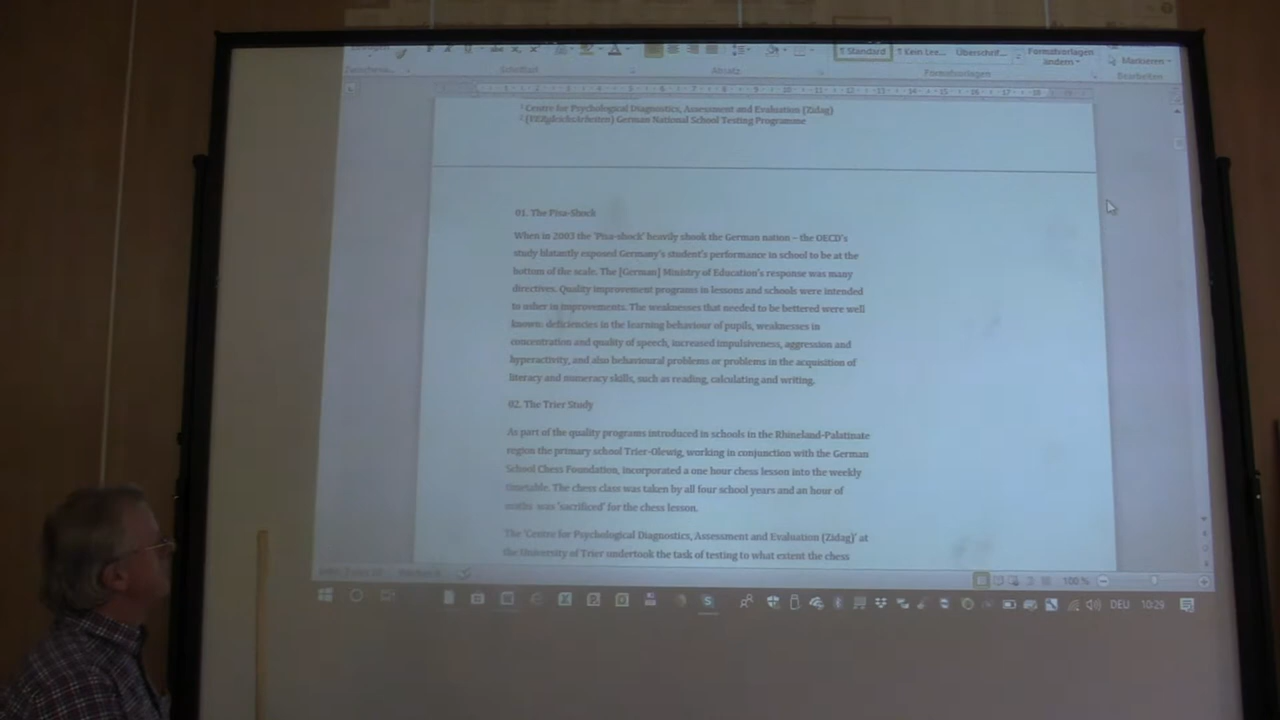 Standard
Kein Lee...
Überschrif...
Formatvorlagen
ändern
Markieren
Absatz
Formatvorlagen
Bearbeiten
1 Centre for Psychological Diagnostics, Assessment and Evaluation (Zidag)
2 (VERgleichsArbeiten) German National School Testing Programme
01. The Pisa-Shock
When in 2003 the 'Pisa-shock' heavily shook the German nation – the OECD's
study blatantly exposed Germany's student's performance in school to be at the
bottom of the scale. The [German] Ministry of Education's response was many
directives. Quality improvement programs in lessons and schools were intended
to usher in improvements. The weaknesses that needed to be bettered were well
known: deficiencies in the learning behaviour of pupils, weaknesses in
concentration and quality of speech, increased impulsiveness, aggression and
hyperactivity, and also behavioural problems or problems in the acquisition of
literacy and numeracy skills, such as reading, calculating and writing.
02. The Trier Study
As part of the quality programs introduced in schools in the Rhineland-Palatinate
region the primary school Trier-Olewig, working in conjunction with the German
School Chess Foundation, incorporated a one hour chess lesson into the weekly
timetable. The chess class was taken by all four school years and an hour of
maths was 'sacrificed' for the chess lesson.
The 'Centre for Psychological Diagnostics, Assessment and Evaluation (Zidag)' at
the University of Trier undertook the task of testing to what extent the chess
100 %
DEU
10:29